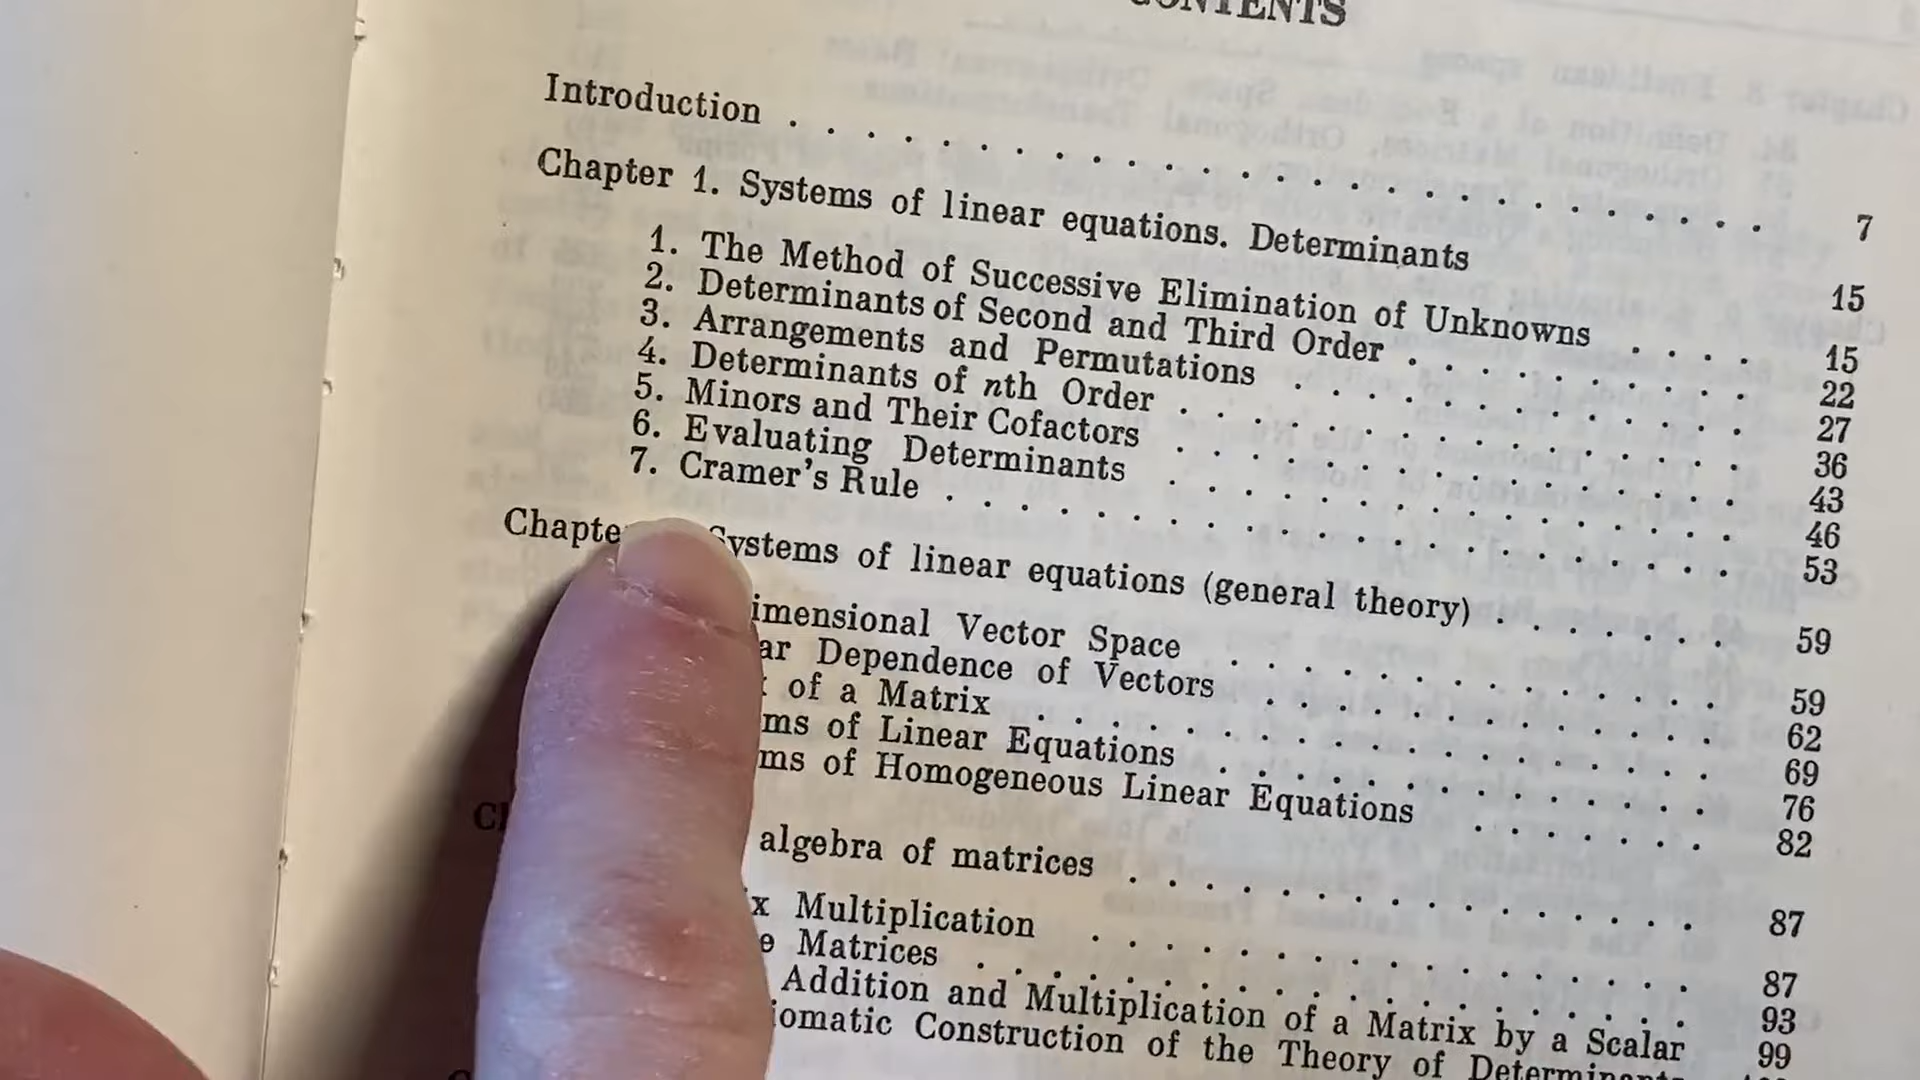 CONTENTS
Introduction . . . . . . . . . . . . . . . . . . . . . . . . . . . 7
Chapter 1. Systems of linear equations. Determinants 15
1. The Method of Successive Elimination of Unknowns . . . . 15
2. Determinants of Second and Third Order . . . . . . . . . . 22
3. Arrangements and Permutations . . . . . . . . . . . . . 27
4. Determinants of nth Order . . . . . . . . . . . . . . . . 36
5. Minors and Their Cofactors . . . . . . . . . . . . . . . . 43
6. Evaluating Determinants . . . . . . . . . . . . . . . . 46
7. Cramer's Rule . . . . . . . . . . . . . . . . . . . . . . 53
Chapte Systems of linear equations (general theory) . . . . . . . 59
imensional Vector Space . . . . . . . . . . . . . . 59
ar Dependence of Vectors . . . . . . . . . . . . . 62
of a Matrix . . . . . . . . . . . . . . . . . . . 69
ms of Linear Equations . . . . . . . . . . . . . . 76
ms of Homogeneous Linear Equations . . . . . . . 82
algebra of matrices . . . . . . . . . . . . . . . . 87
x Multiplication . . . . . . . . . . . . . . . . . 87
e Matrices . . . . . . . . . . . . . . . . . . . . 93
Addition and Multiplication of a Matrix by a Scalar 99
iomatic Construction of the Theory of Determinants